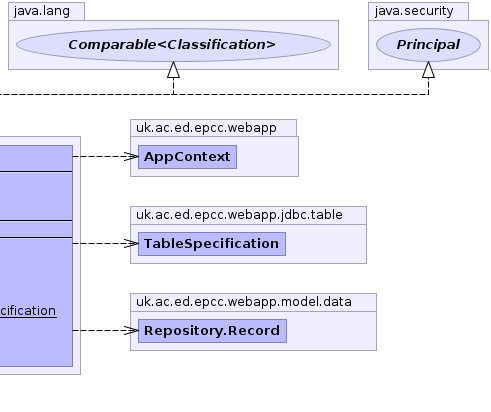 java.lang
Comparable<Classification>
java.security
Principal
uk.ac.ed.epcc.webapp
AppContext
uk.ac.ed.epcc.webapp.jdbc.table
TableSpecification
cification
uk.ac.ed.epcc.webapp.model.data
Repository.Record